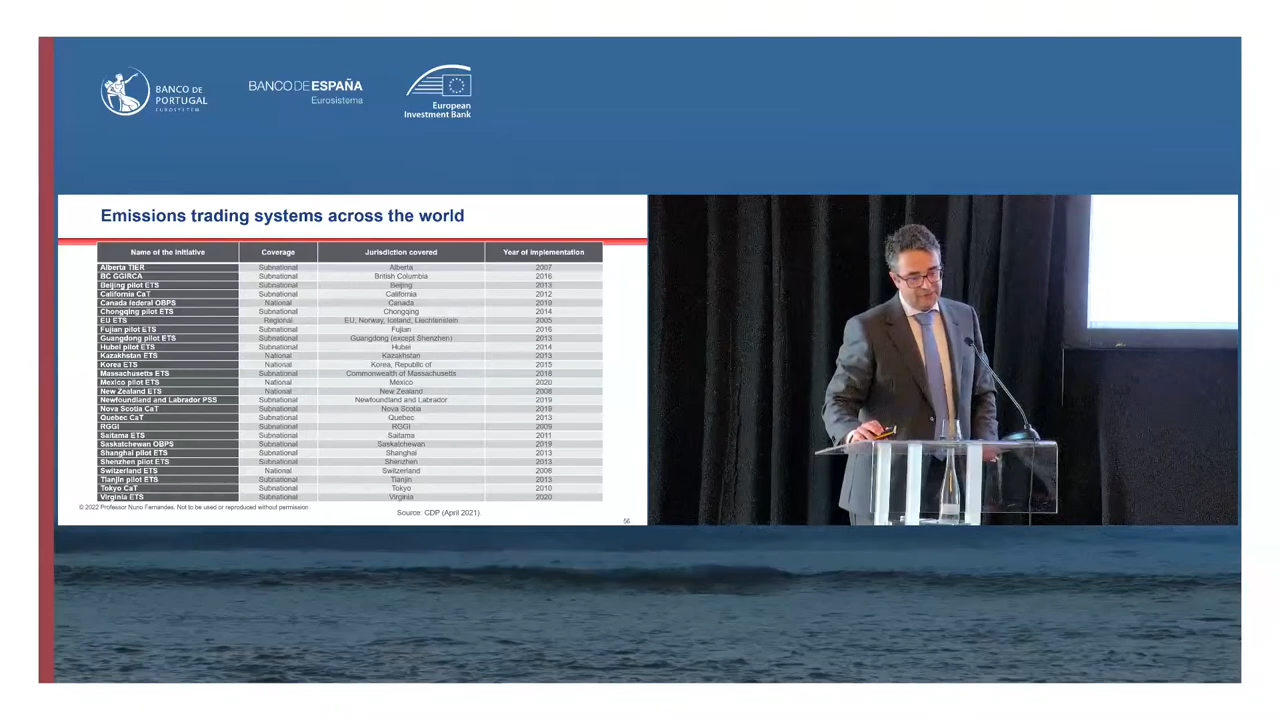 BANCO DE
PORTUGAL
EUROSYSTEM
BANCODEESPAÑA
Eurosistema
European
Investment Bank
Emissions trading systems across the world
Name of the Initiative Coverage Jurisdiction covered Year of implementation
Alberta TIER Subnational Alberta 2007
BC GGIRCA Subnational British Columbia 2016
Beijing pilot ETS Subnational Beijing 2013
California CaT Subnational California 2012
Canada federal OBPS National Canada 2019
Chongqing pilot ETS Subnational Chongqing 2014
EU ETS Regional EU, Norway, Iceland, Liechtenstein 2005
Fujian pilot ETS Subnational Fujian 2016
Guangdong pilot ETS Subnational Guangdong (except Shenzhen) 2013
Hubei pilot ETS Subnational Hubei 2014
Kazakhstan ETS National Kazakhstan 2013
Korea ETS National Korea, Republic of 2015
Massachusetts ETS Subnational Commonwealth of Massachusetts 2018
Mexico pilot ETS National Mexico 2020
New Zealand ETS National New Zealand 2008
Newfoundland and Labrador PSS Subnational Newfoundland and Labrador 2019
Nova Scotia CaT Subnational Nova Scotia 2019
Quebec CaT Subnational Quebec 2013
RGGI Subnational RGGI 2009
Saitama ETS Subnational Saitama 2011
Saskatchewan OBPS Subnational Saskatchewan 2019
Shanghai pilot ETS Subnational Shanghai 2013
Shenzhen pilot ETS Subnational Shenzhen 2013
Switzerland ETS National Switzerland 2008
Tianjin pilot ETS Subnational Tianjin 2013
Tokyo CaT Subnational Tokyo 2010
Virginia ETS Subnational Virginia 2020
© 2022 Professor Nuno Fernandes. Not to be used or reproduced without permission.
Source: CDP (April 2021).
56